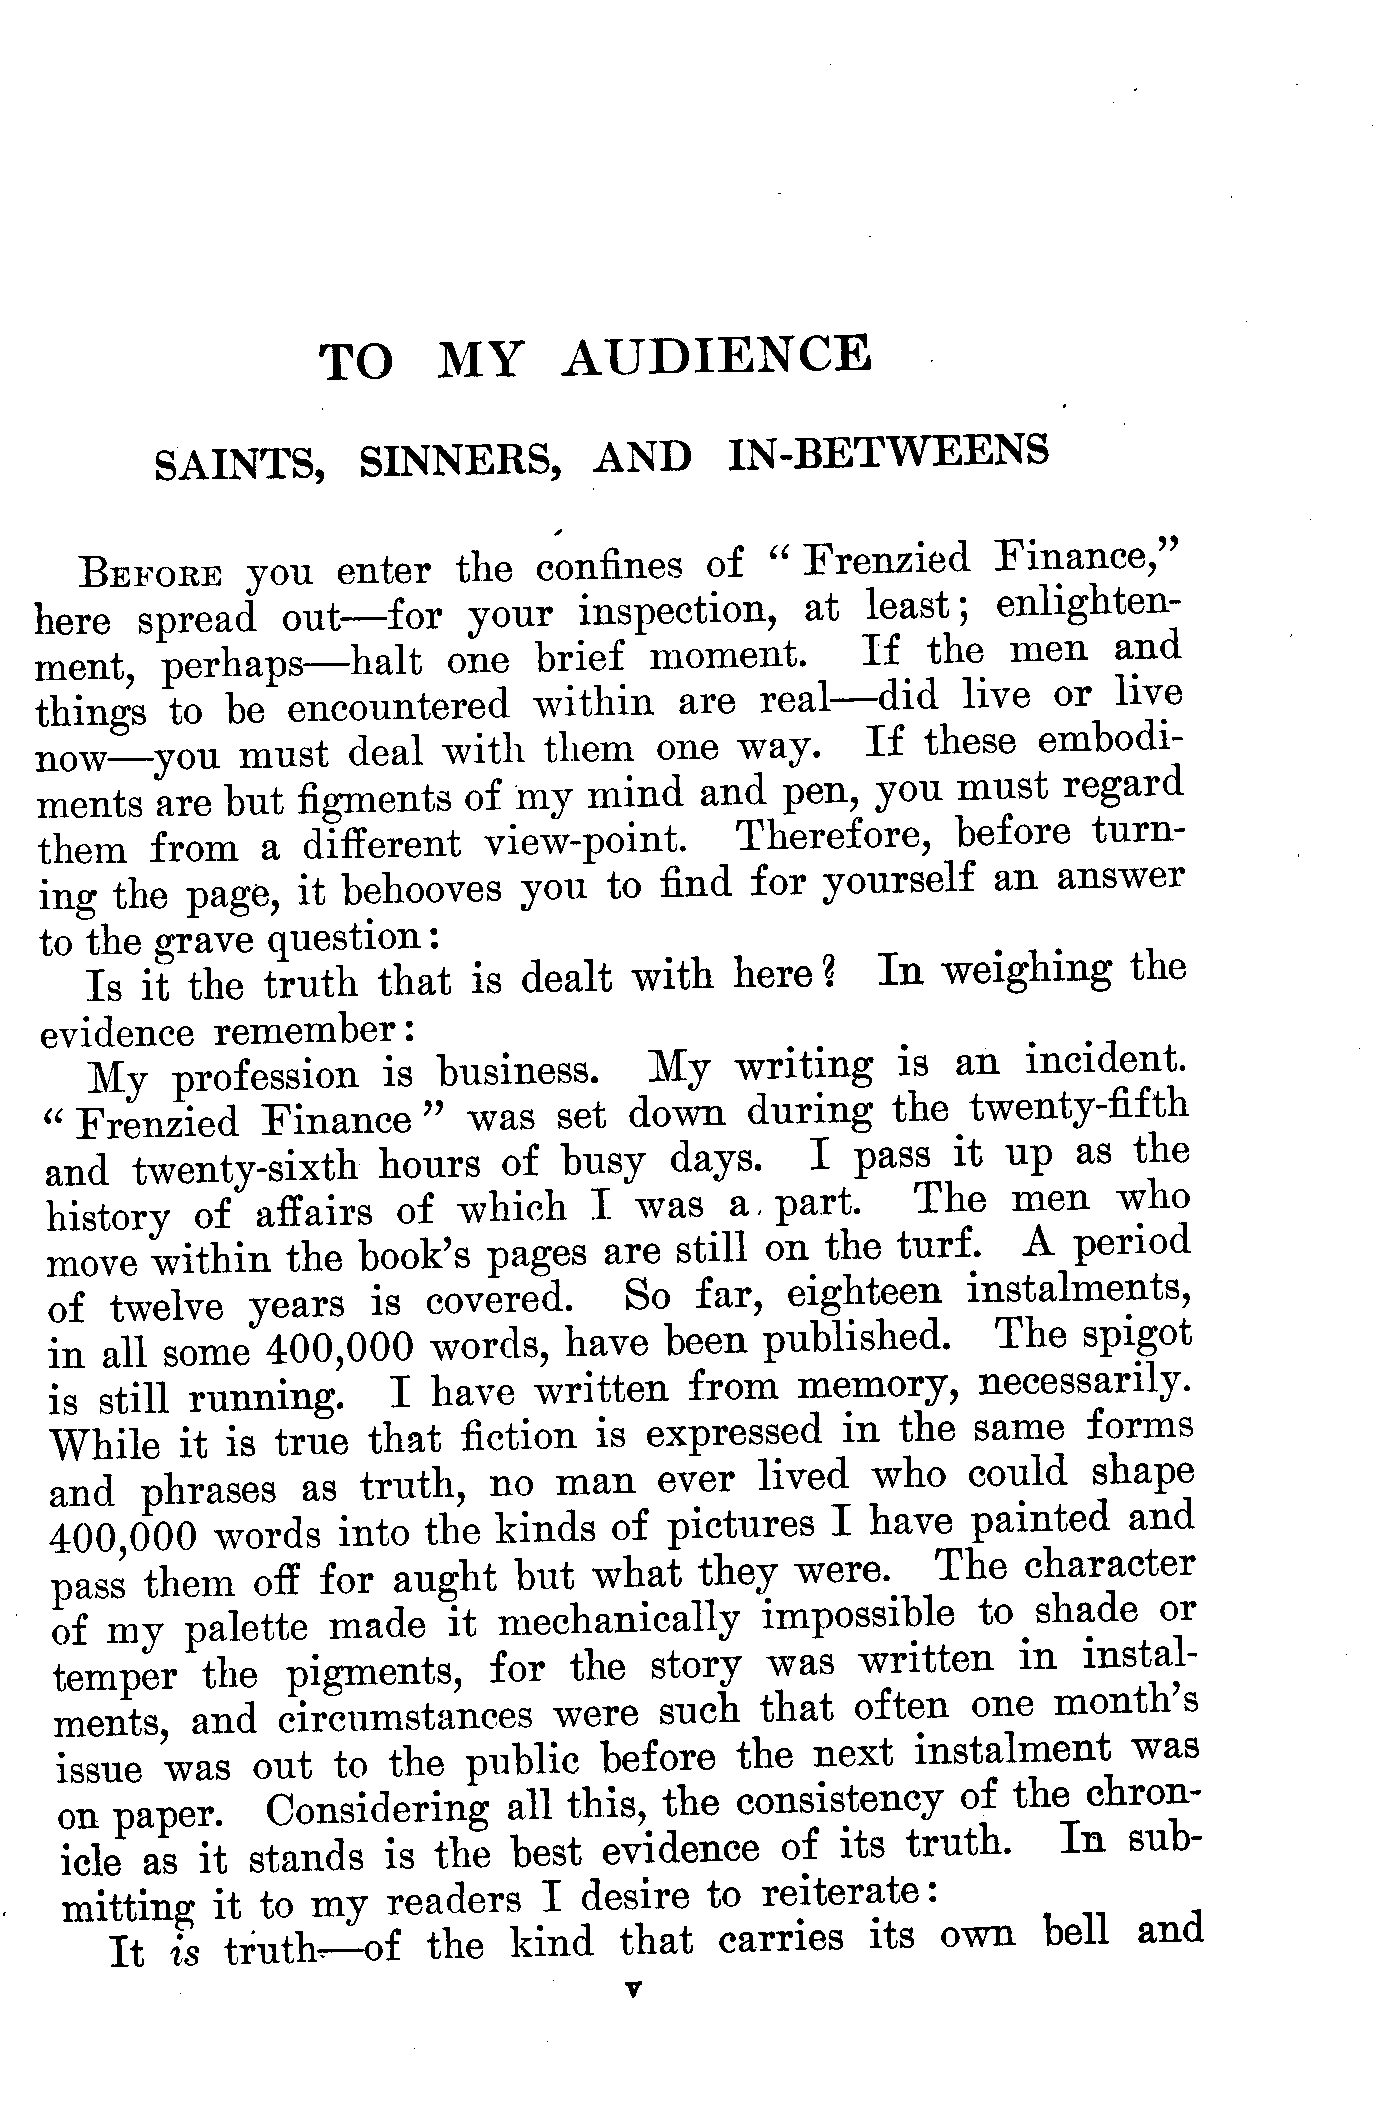 TO MY AUDIENCE
SAINTS, SINNERS, AND IN-BETWEENS
BEFORE you enter the confines of “ Frenzied Finance,”
here spread out—for your inspection, at least; enlighten-
ment, perhaps—halt one brief moment. If the men and
things to be encountered within are real—did live or live
now—you must deal with them one way. If these embodi-
ments are but figments of my mind and pen, you must regard
them from a different view-point. Therefore, before turn-
ing the page, it behooves you to find for yourself an answer
to the grave question:
Is it the truth that is dealt with here? In weighing the
evidence remember:
My profession is business. My writing is an incident.
“ Frenzied Finance ” was set down during the twenty-fifth
and twenty-sixth hours of busy days. I pass it up as the
history of affairs of which I was a part. The men who
move within the book’s pages are still on the turf. A period
of twelve years is covered. So far, eighteen instalments,
in all some 400,000 words, have been published. The spigot
is still running. I have written from memory, necessarily.
While it is true that fiction is expressed in the same forms
and phrases as truth, no man ever lived who could shape
400,000 words into the kinds of pictures I have painted and
pass them off for aught but what they were. The character
of my palette made it mechanically impossible to shade or
temper the pigments, for the story was written in instal-
ments, and circumstances were such that often one month’s
issue was out to the public before the next instalment was
on paper. Considering all this, the consistency of the chron-
icle as it stands is the best evidence of its truth. In sub-
mitting it to my readers I desire to reiterate:
It is truth—of the kind that carries its own bell and
v